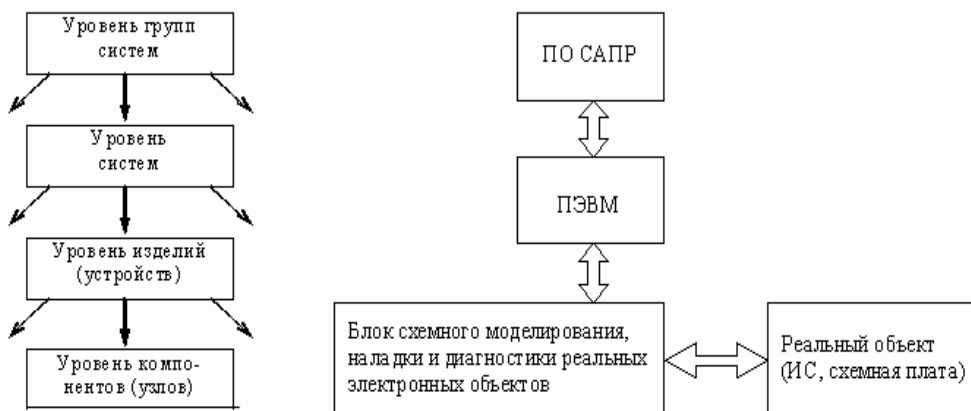 Уровень групп
систем
Уровень
систем
Уровень изделий
(устройств)
Уровень компо-
нентов (узлов)
ПО САПР
ПЭВМ
Блок схемного моделирования,
наладки и диагностики реальных
электронных объектов
Реальный объект
(ИС, схемная плата)